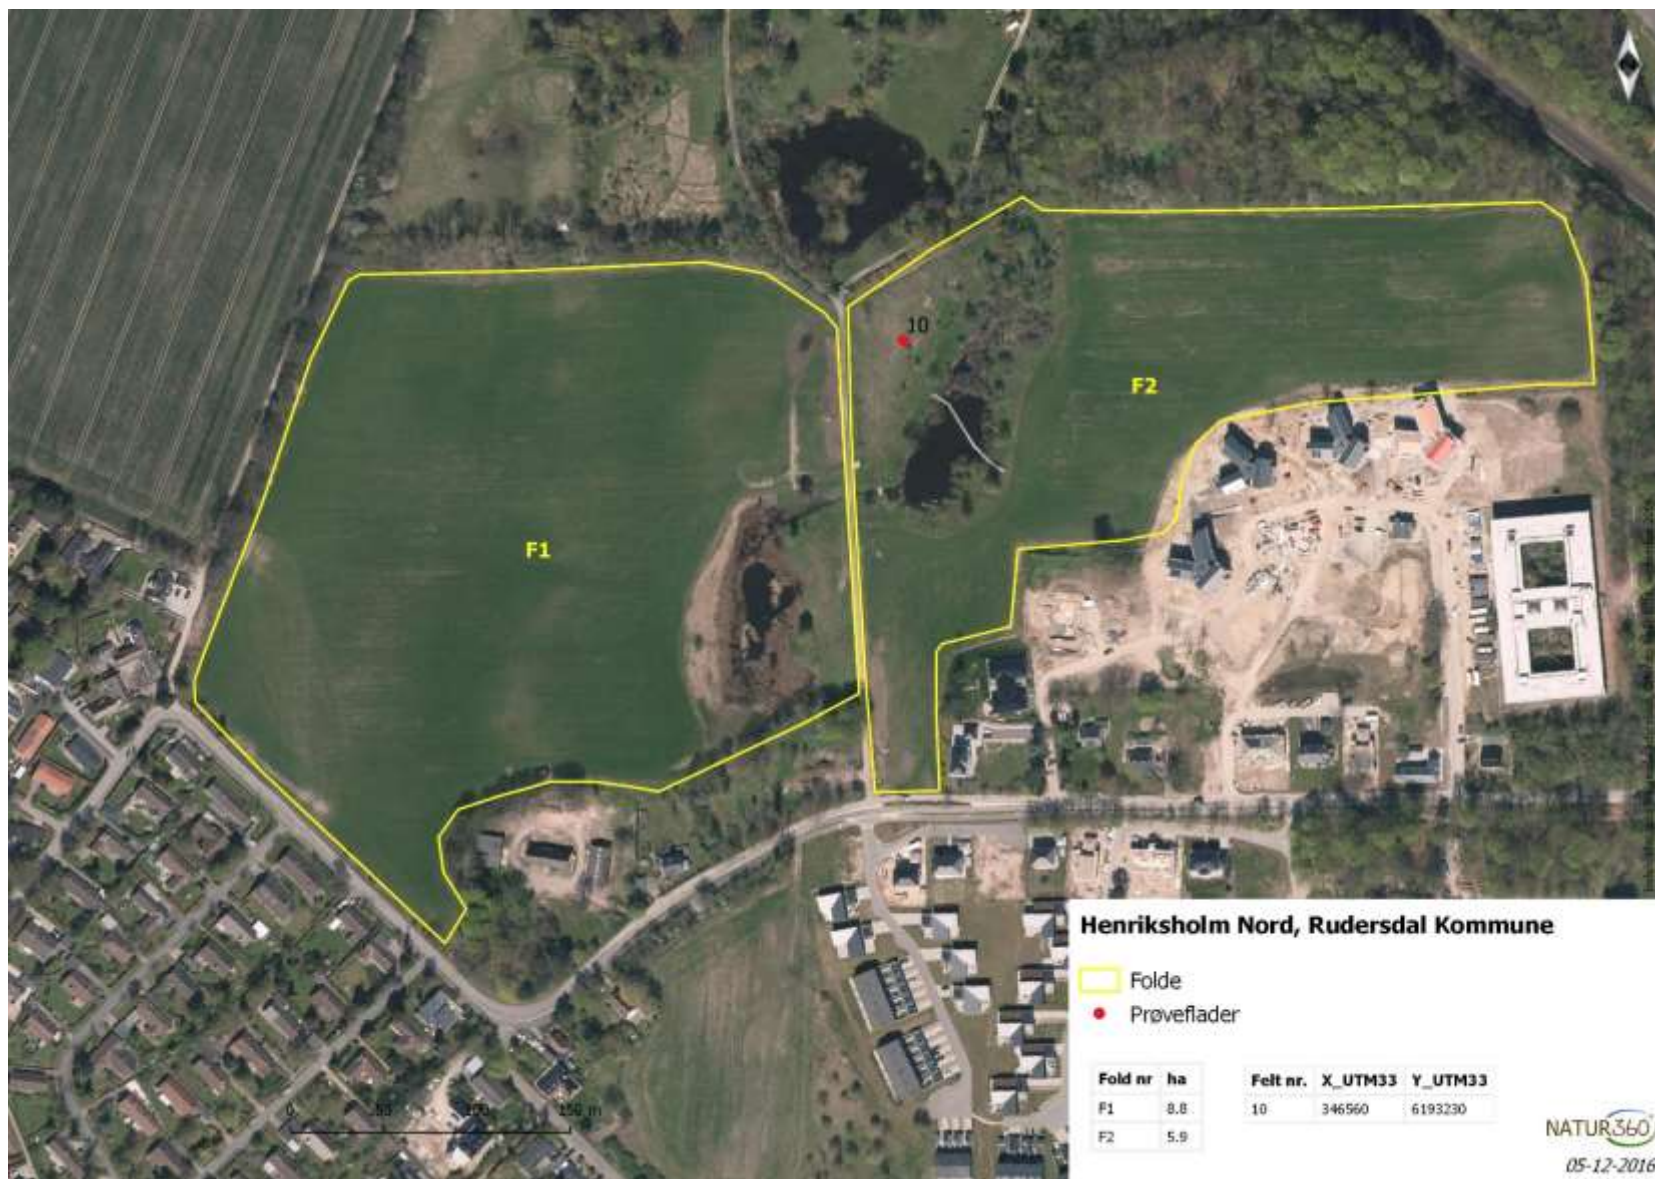 10
F2
F1
Henriksholm Nord, Rudersdal Kommune
Folde
Prøveflader
Fold nr ha
F1 8.8
F2 5.9
Felt nr. X_UTM33 Y_UTM33
10 346560 6193230
0 50 100 150 m
NATUR360
05-12-2016